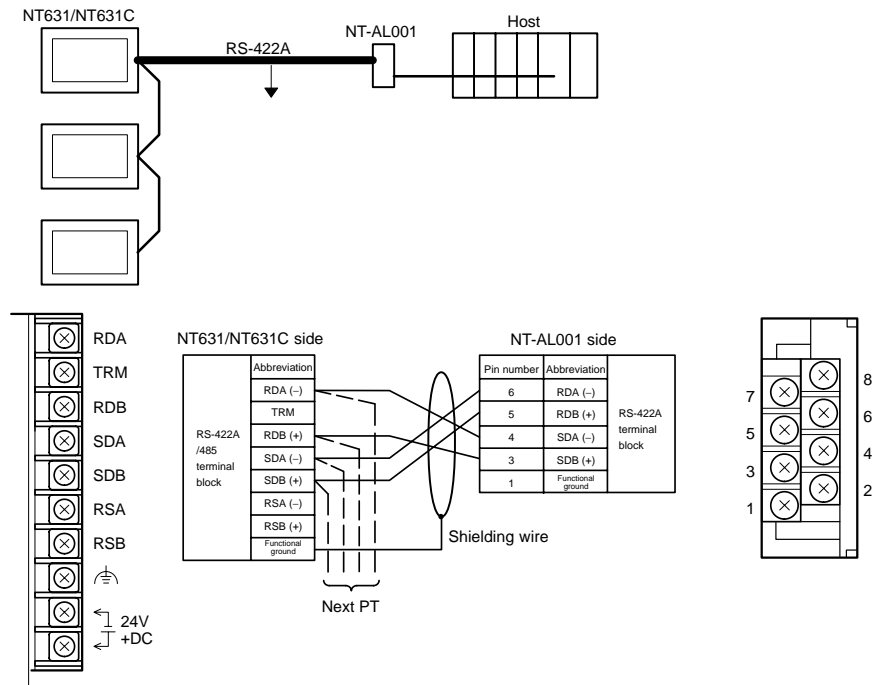 NT631/NT631C
RS-422A
NT-AL001
Host
RDA
TRM
RDB
SDA
SDB
RSA
RSB
24V
+DC
NT631/NT631C side
RS-422A
/485
terminal
block
Abbreviation
RDA (−)
TRM
RDB (+)
SDA (−)
SDB (+)
RSA (−)
RSB (+)
Functional
ground
Next PT
Shielding wire
NT-AL001 side
Pin number Abbreviation
6 RDA (−)
5 RDB (+)
4 SDA (−)
3 SDB (+)
1 Functional
ground
RS-422A
terminal
block
7
5
3
1
8
6
4
2